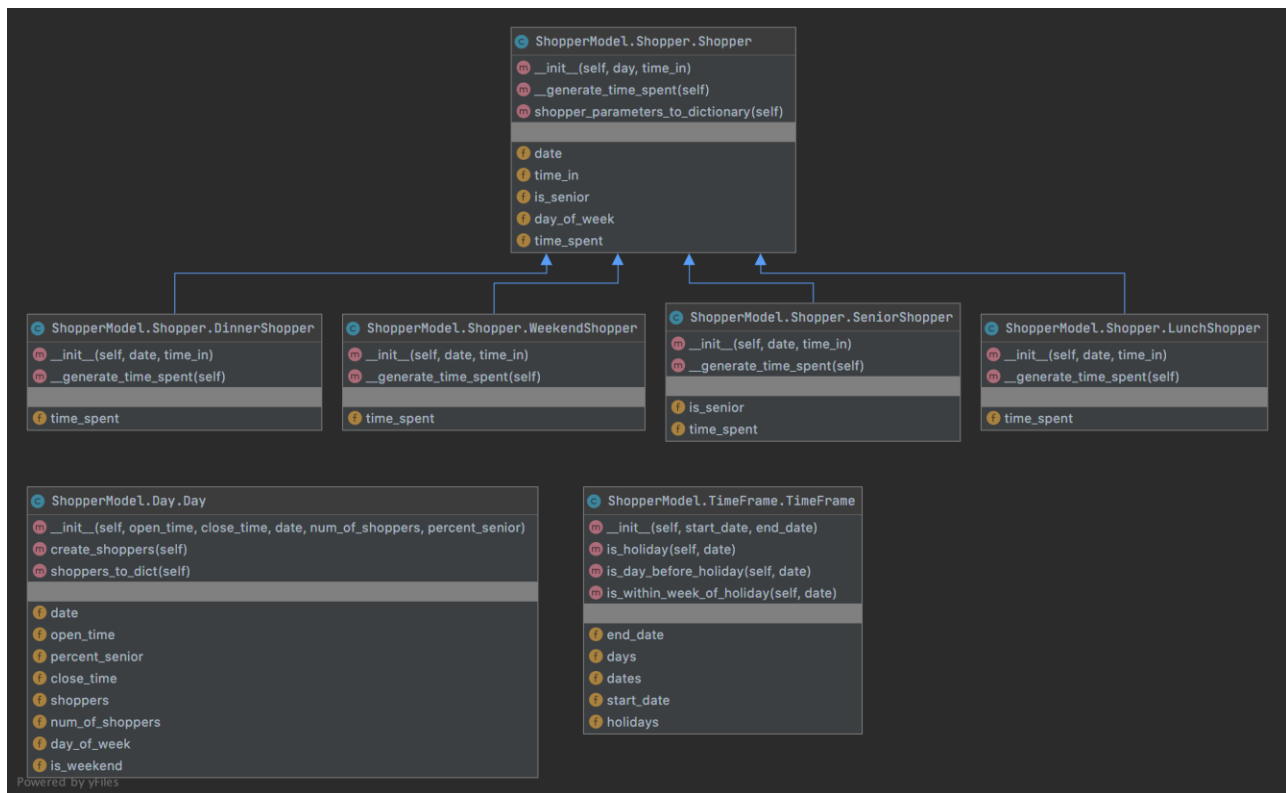 ShopperModel.Shopper.Shopper
__init__(self, day, time_in)
__generate_time_spent(self)
shopper_parameters_to_dictionary(self)
date
time_in
is_senior
day_of_week
time_spent
ShopperModel.Shopper.DinnerShopper
__init__(self, date, time_in)
__generate_time_spent(self)
time_spent
ShopperModel.Shopper.WeekendShopper
__init__(self, date, time_in)
__generate_time_spent(self)
time_spent
ShopperModel.Shopper.SeniorShopper
__init__(self, date, time_in)
__generate_time_spent(self)
is_senior
time_spent
ShopperModel.Shopper.LunchShopper
__init__(self, date, time_in)
__generate_time_spent(self)
time_spent
ShopperModel.Day.Day
__init__(self, open_time, close_time, date, num_of_shoppers, percent_senior)
create_shoppers(self)
shoppers_to_dict(self)
date
open_time
percent_senior
close_time
shoppers
num_of_shoppers
day_of_week
is_weekend
ShopperModel.TimeFrame.TimeFrame
__init__(self, start_date, end_date)
is_holiday(self, date)
is_day_before_holiday(self, date)
is_within_week_of_holiday(self, date)
end_date
days
dates
start_date
holidays
Powered by yFiles